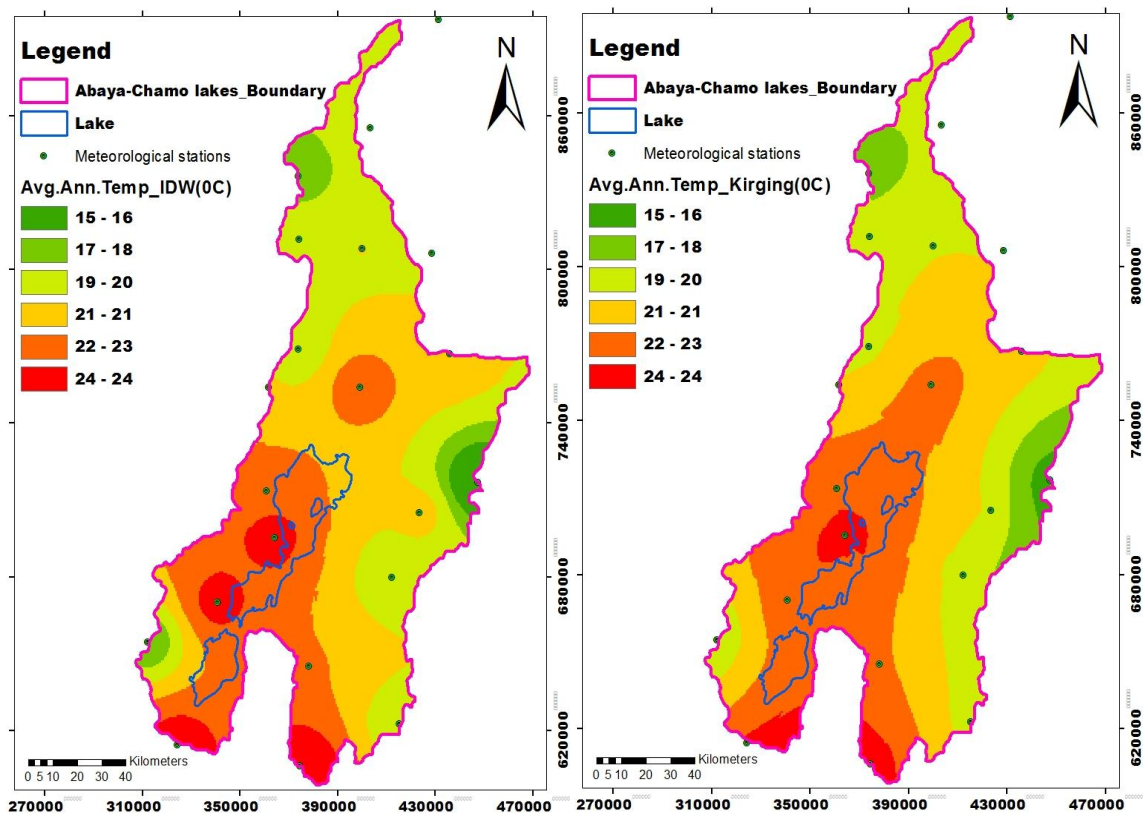 Legend
N
Abaya-Chamo lakes_Boundary
Lake
Meteorological stations
Avg.Ann.Temp_IDW(0C)
15 - 16
17 - 18
19 - 20
21 - 21
22 - 23
24 - 24
860000
800000
740000
680000
620000
Kilometers
0 5 10 20 30 40
270000 310000 350000 390000 430000 470000
Legend
N
Abaya-Chamo lakes_Boundary
Lake
Meteorological stations
Avg.Ann.Temp_Kirging(0C)
15 - 16
17 - 18
19 - 20
21 - 21
22 - 23
24 - 24
860000
800000
740000
680000
620000
Kilometers
0 5 10 20 30 40
270000 310000 350000 390000 430000 470000